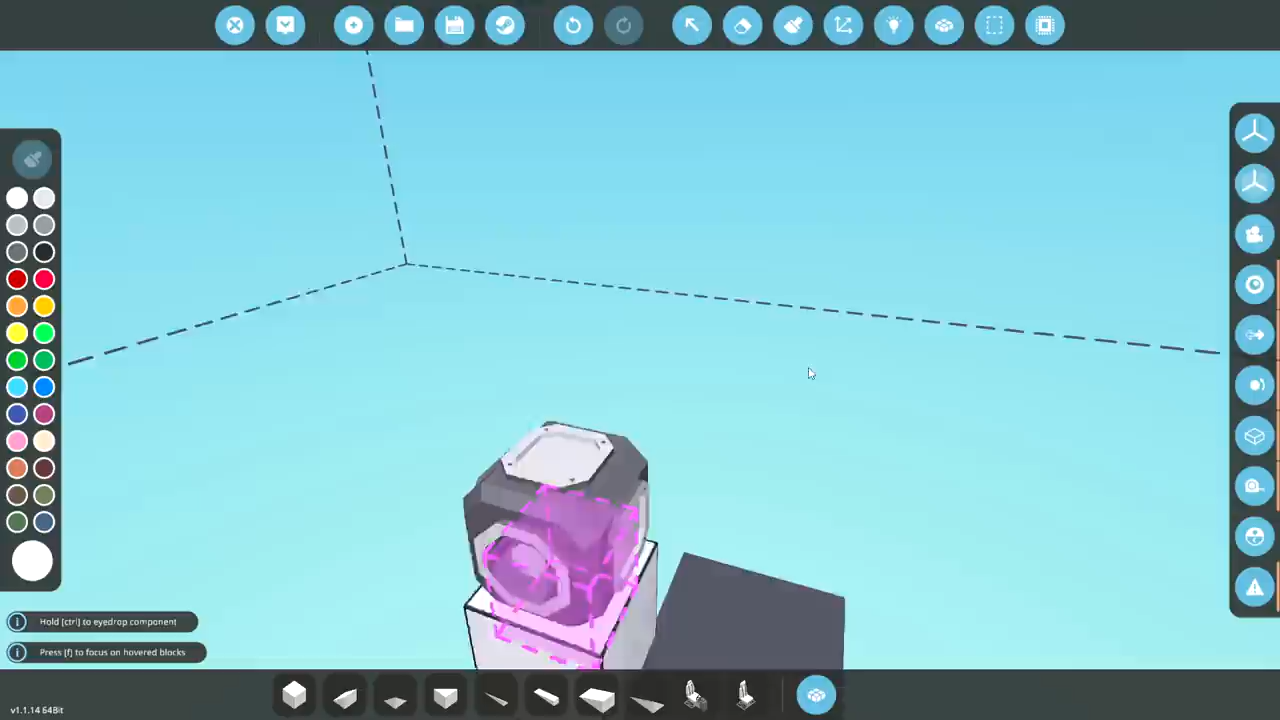 Hold [ctrl] to eyedrop component
Press [f] to focus on hovered blocks
v1.1.14 64Bit